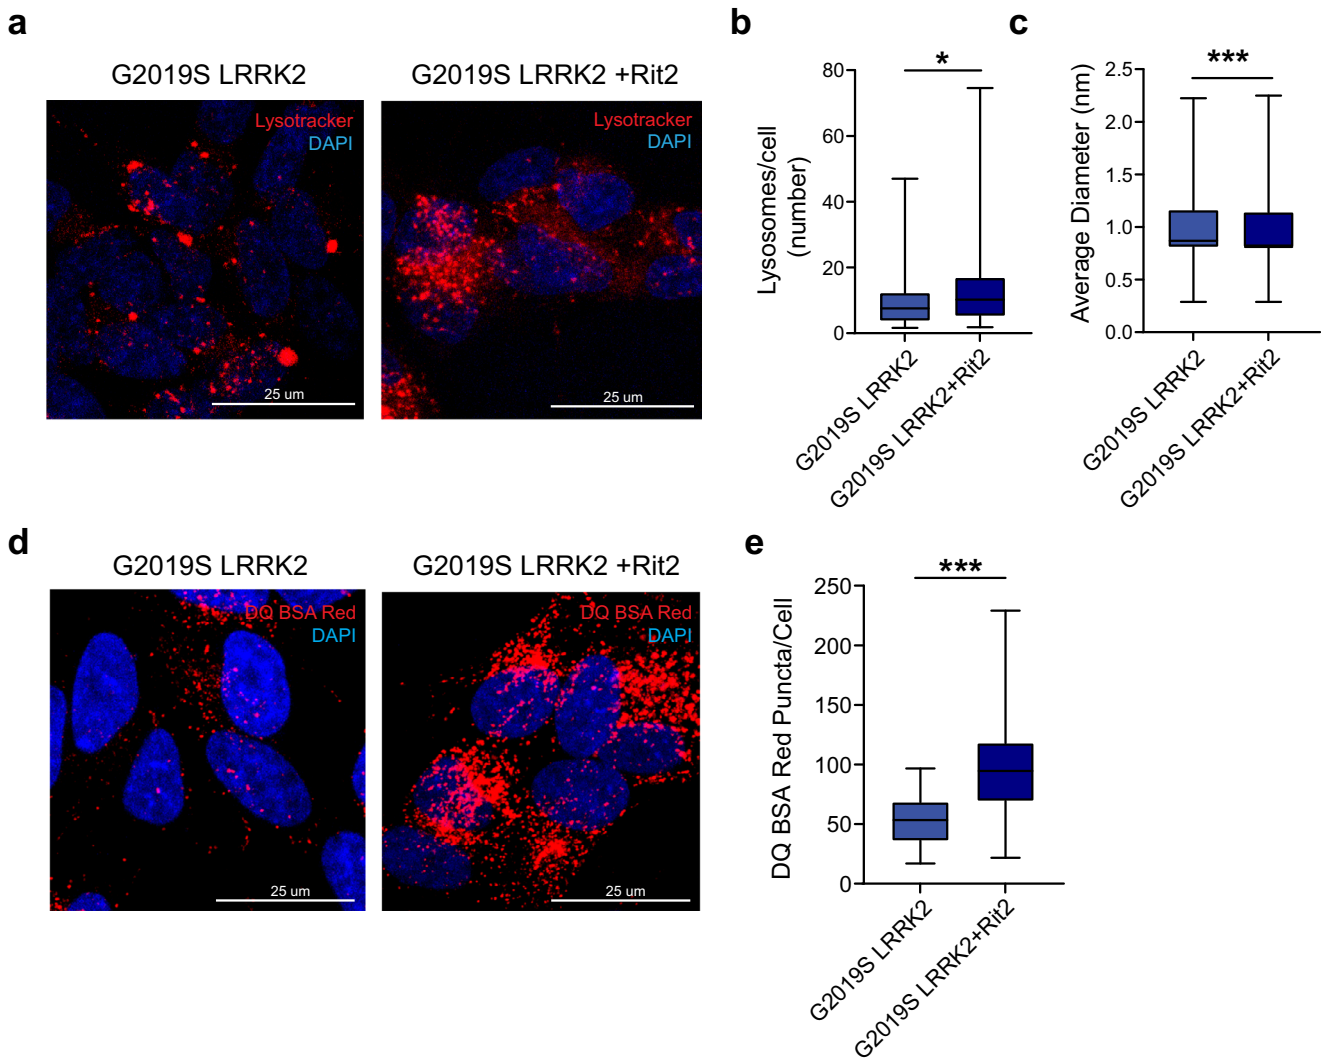 a
G2019S LRRK2
G2019S LRRK2 +Rit2
Lysotracker
DAPI
25 um
Lysotracker
DAPI
25 um
b
*
Lysosomes/cell
(number)
80
60
40
20
0
G2019S LRRK2
G2019S LRRK2+Rit2
c
***
Average Diameter (nm)
2.5
2.0
1.5
1.0
0.5
0.0
G2019S LRRK2
G2019S LRRK2+Rit2
d
G2019S LRRK2
G2019S LRRK2 +Rit2
DQ BSA Red
DAPI
25 um
DQ BSA Red
DAPI
25 um
e
***
DQ BSA Red Puncta/Cell
250
200
150
100
50
0
G2019S LRRK2
G2019S LRRK2+Rit2